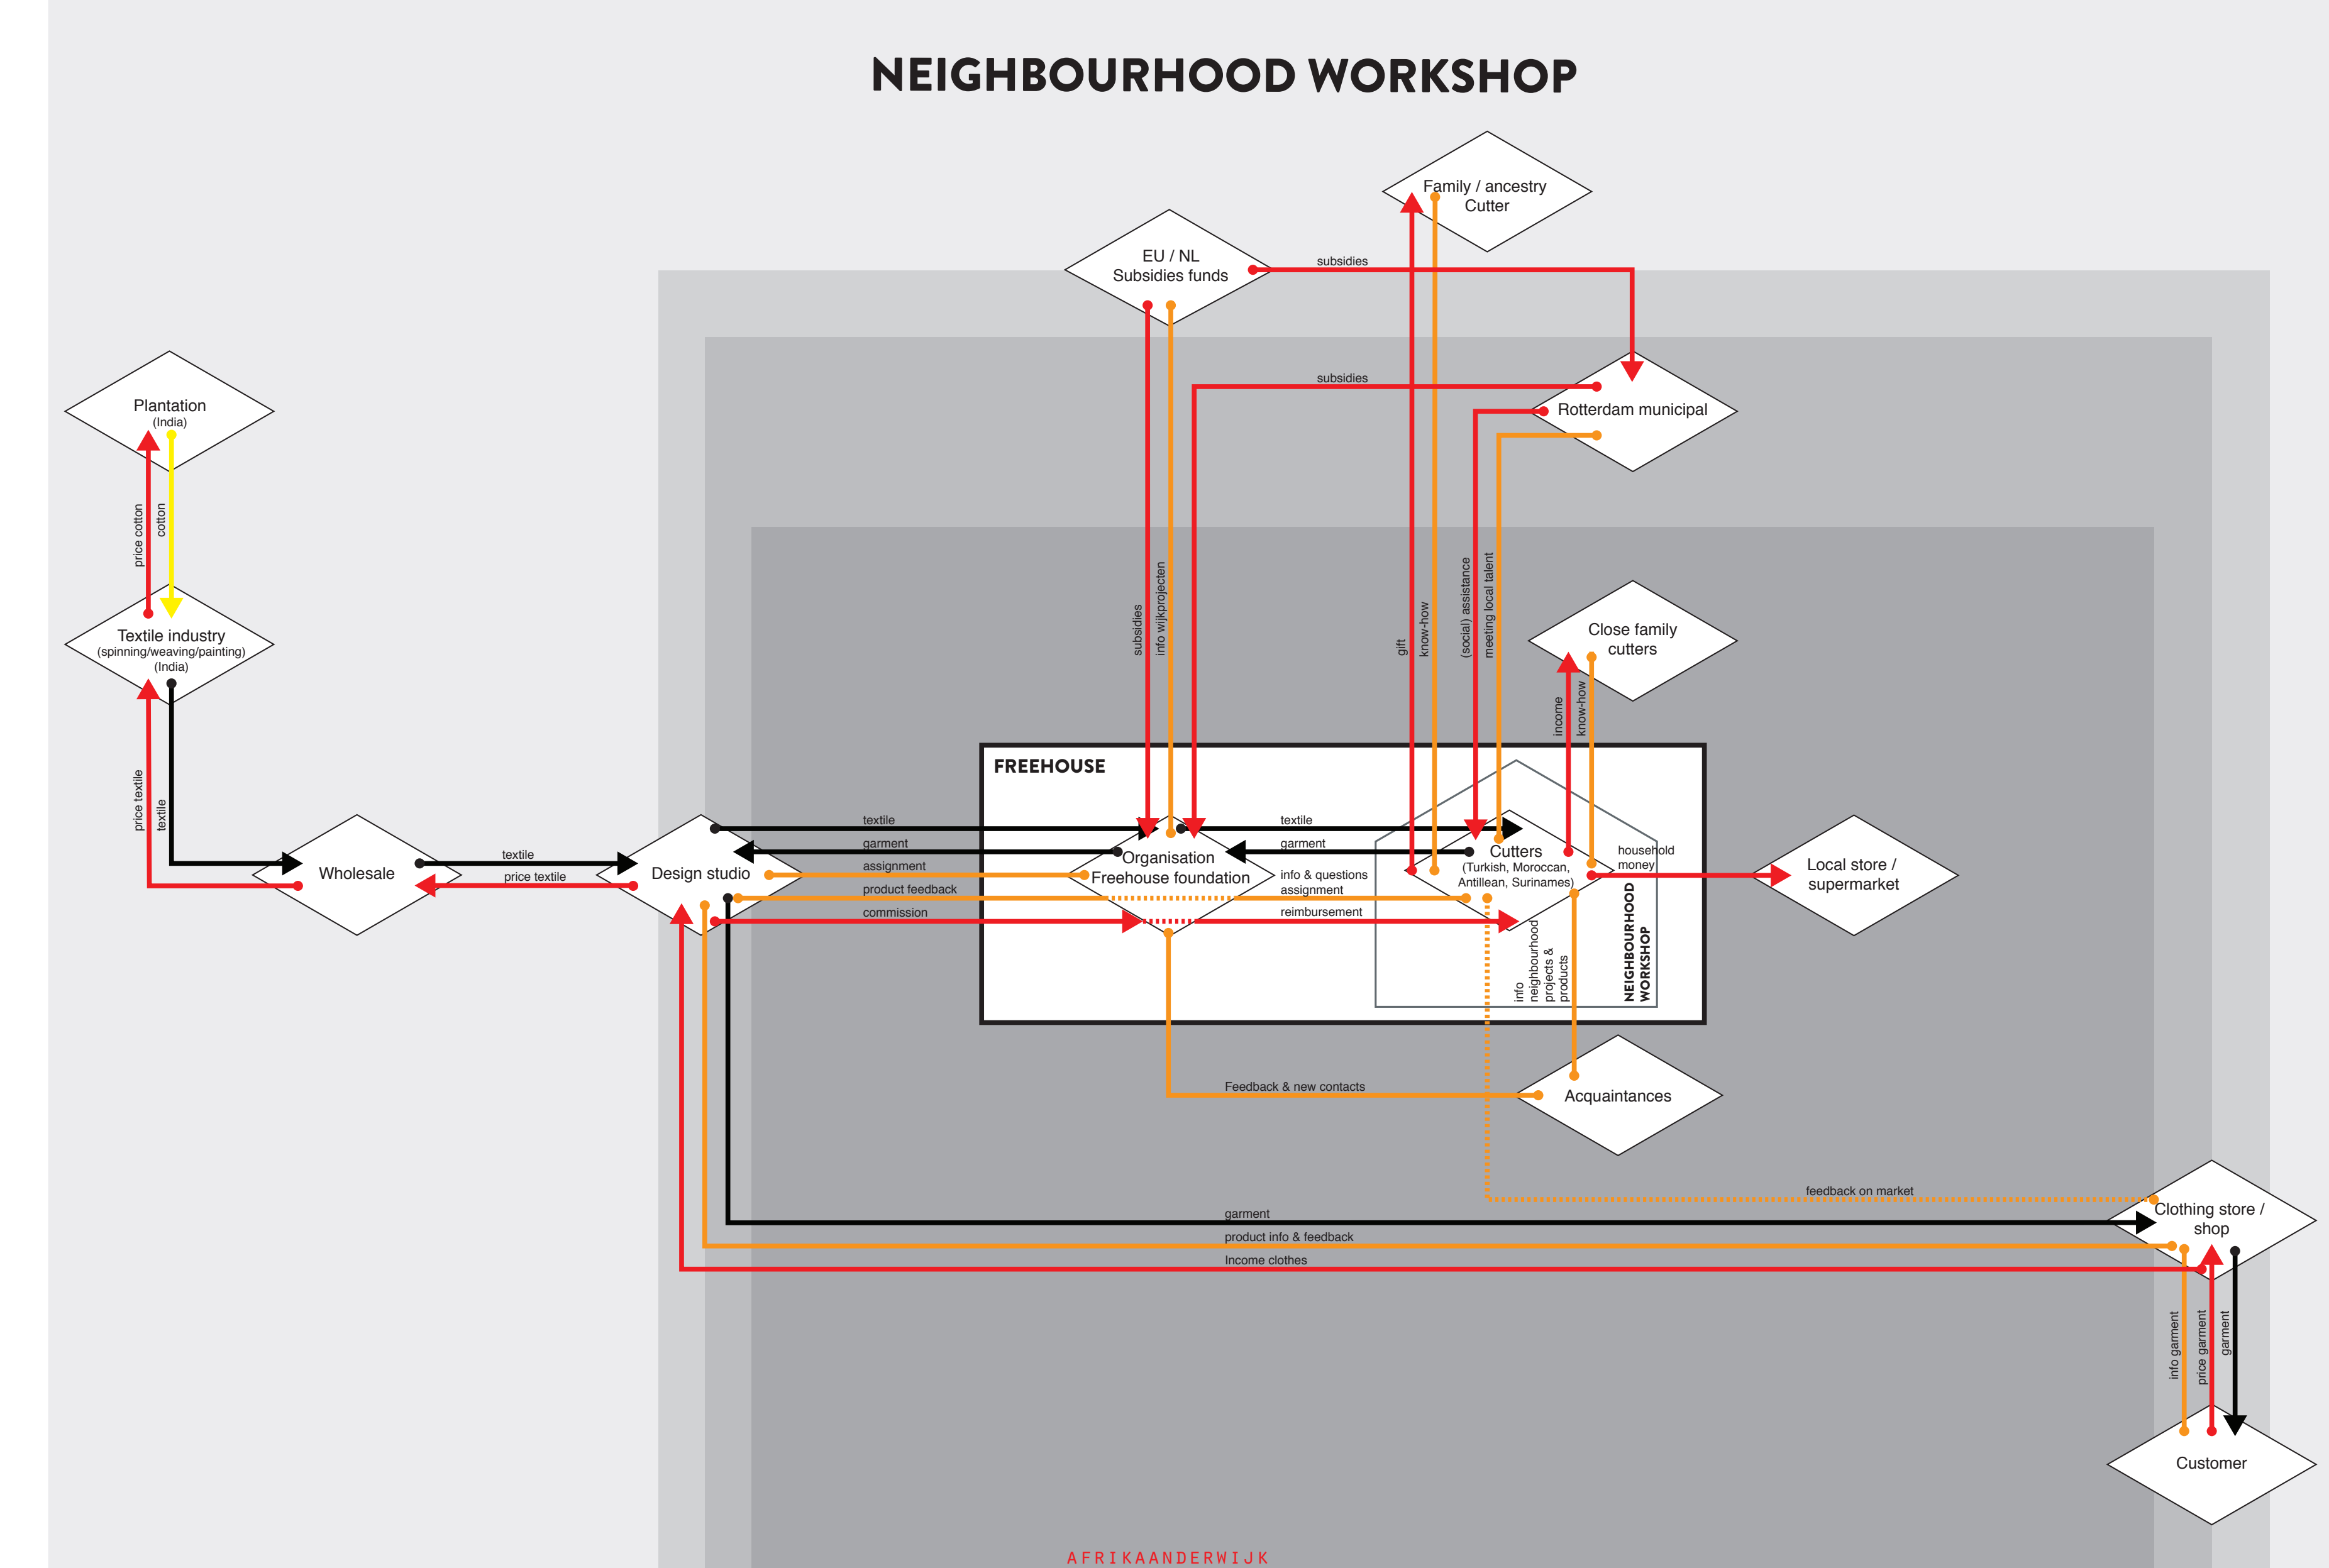 NEIGHBOURHOOD WORKSHOP
Family / ancestry
Cutter
EU / NL
Subsidies funds
subsidies
subsidies
Rotterdam municipal
Plantation
(India)
price cotton
cotton
Textile industry
(spinning/weaving/painting)
(India)
subsidies
info wijkprojecten
gift
know-how
(social) assistance
meeting local talent
Close family
cutters
income
know-how
FREEHOUSE
price textile
textile
Wholesale
textile
price textile
Design studio
textile
garment
assignment
product feedback
commission
Organisation
Freehouse foundation
textile
garment
info & questions
assignment
reimbursement
Cutters
(Turkish, Moroccan,
Antillean, Surinames)
household
money
Local store /
supermarket
info
neighbourhood
projects &
products
NEIGHBOURHOOD
WORKSHOP
Feedback & new contacts
Acquaintances
feedback on market
garment
product info & feedback
Income clothes
Clothing store /
shop
info garment
price garment
garment
Customer
AFRIKAANDERWIJK